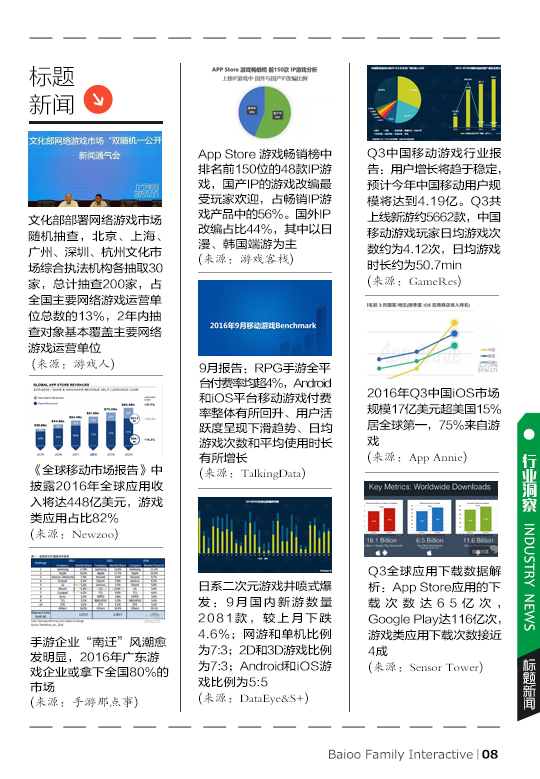 标题
新闻
文化部网络游戏市场“双随机一公开
新闻通气会
文化部部署网络游戏市场
随机抽查，北京、上海、
广州、深圳、杭州文化市
场综合执法机构各抽取30
家，总计抽查200家，占
全国主要网络游戏运营单
位总数的13%，2年内抽
查对象基本覆盖主要网络
游戏运营单位
(来源：游戏人)
GLOBAL APP STORE REVENUES
《全球移动市场报告》中
披露2016年全球应用收
入将达448亿美元，游戏
类应用占比82%
(来源：Newzoo)
手游企业“南迁”风潮愈
发明显，2016年广东游
戏企业或拿下全国80%的
市场
(来源：手游那点事)
APP Store 游戏畅销榜 前150款 IP游戏分析
上榜IP游戏中 国外与国产IP改编比例
App Store 游戏畅销榜中
排名前150位的48款IP游
戏，国产IP的游戏改编最
受玩家欢迎，占畅销IP游
戏产品中的56%。国外IP
改编占比44%，其中以日
漫、韩国端游为主
(来源：游戏客栈)
2016年9月移动游戏Benchmark
9月报告：RPG手游全平
台付费率均超4%，Android
和iOS平台移动游戏付费
率整体有所回升、用户活
跃度呈现下滑趋势、日均
游戏次数和平均使用时长
有所增长
(来源：TalkingData)
日系二次元游戏井喷式爆
发：9月国内新游数量
2081款，较上月下跌
4.6%；网游和单机比例
为7:3；2D和3D游戏比例
为7:3；Android和iOS游
戏比例为5:5
(来源：DataEye&S+)
Q3中国移动游戏行业报
告：用户增长将趋于稳定，
预计今年中国移动用户规
模将达到4.19亿。Q3共
上线新游约5662款，中国
移动游戏玩家日均游戏次
数约为4.12次，日均游戏
时长约为50.7min
(来源：GameRes)
2016年Q3中国iOS市场
规模17亿美元超美国15%
居全球第一，75%来自游
戏
(来源：App Annie)
Key Metrics: Worldwide Downloads
18.1 Billion
6.5 Billion
11.6 Billion
Q3全球应用下载数据解
析：App Store应用的下
载次数达65亿次，
Google Play达116亿次，
游戏类应用下载次数接近
4成
(来源：Sensor Tower)
行业洞察 INDUSTRY NEWS
标题新闻
Baioo Family Interactive | 08